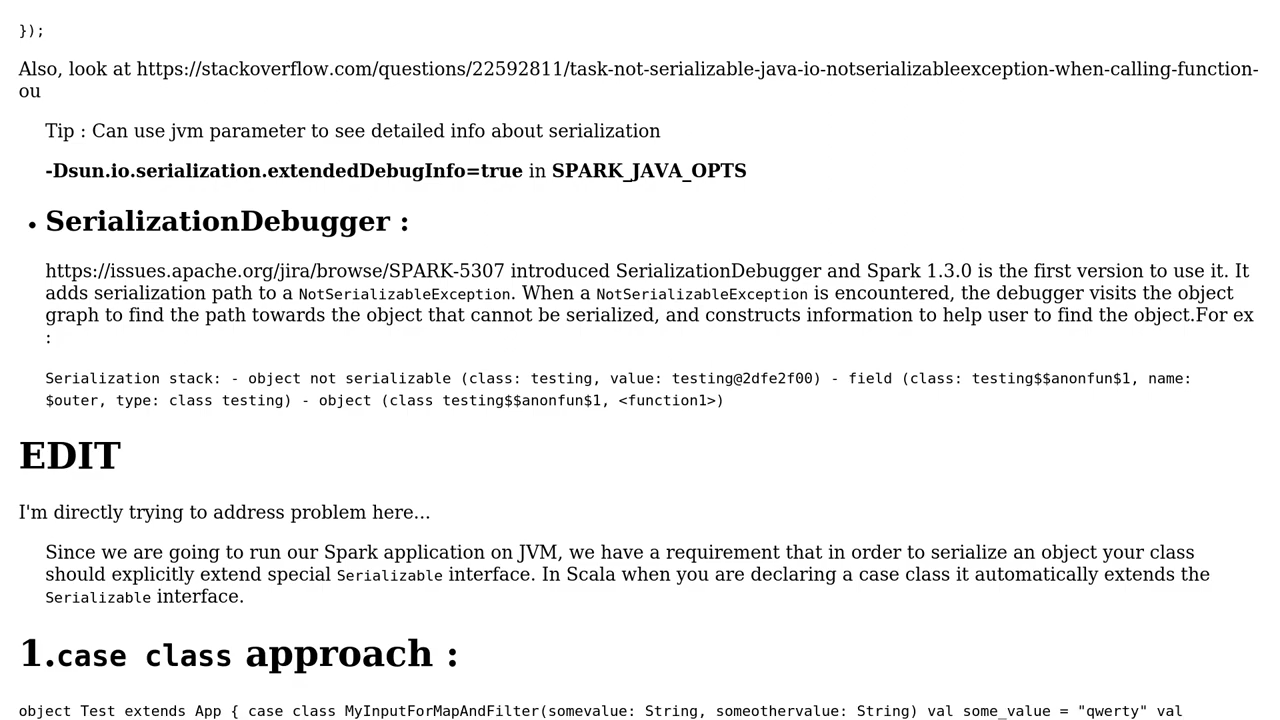 });
Also, look at https://stackoverflow.com/questions/22592811/task-not-serializable-java-io-notserializableexception-when-calling-function-
ou
Tip : Can use jvm parameter to see detailed info about serialization
-Dsun.io.serialization.extendedDebugInfo=true in SPARK_JAVA_OPTS
• SerializationDebugger :
https://issues.apache.org/jira/browse/SPARK-5307 introduced SerializationDebugger and Spark 1.3.0 is the first version to use it. It
adds serialization path to a NotSerializableException. When a NotSerializableException is encountered, the debugger visits the object
graph to find the path towards the object that cannot be serialized, and constructs information to help user to find the object.For ex
:
Serialization stack: - object not serializable (class: testing, value: testing@2dfe2f00) - field (class: testing$$anonfun$1, name:
$outer, type: class testing) - object (class testing$$anonfun$1, <function1>)
EDIT
I'm directly trying to address problem here...
Since we are going to run our Spark application on JVM, we have a requirement that in order to serialize an object your class
should explicitly extend special Serializable interface. In Scala when you are declaring a case class it automatically extends the
Serializable interface.
1.case class approach :
object Test extends App { case class MyInputForMapAndFilter(somevalue: String, someothervalue: String) val some_value = "qwerty" val